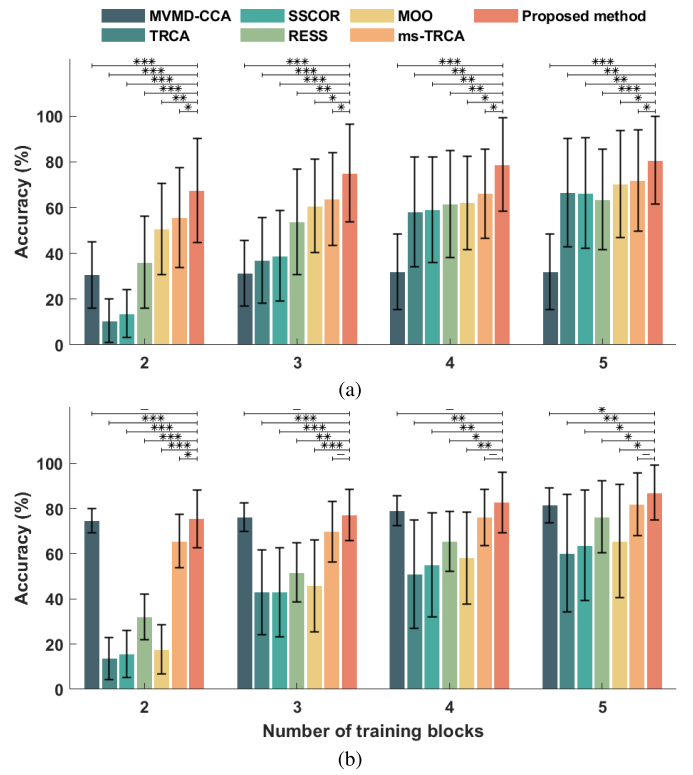 MVMD-CCA SSCOR MOO Proposed method
TRCA RESS ms-TRCA
*** *** *** ***
*** ** ** **
*** *** ** **
*** ** ** ***
** * * *
* * * *
Accuracy (%)
100
80
60
40
20
0
2 3 4 5
(a)
– – – *
*** *** ** **
*** *** ** *
*** ** * *
*** *** ** *
* – – –
Accuracy (%)
100
80
60
40
20
0
2 3 4 5
Number of training blocks
(b)